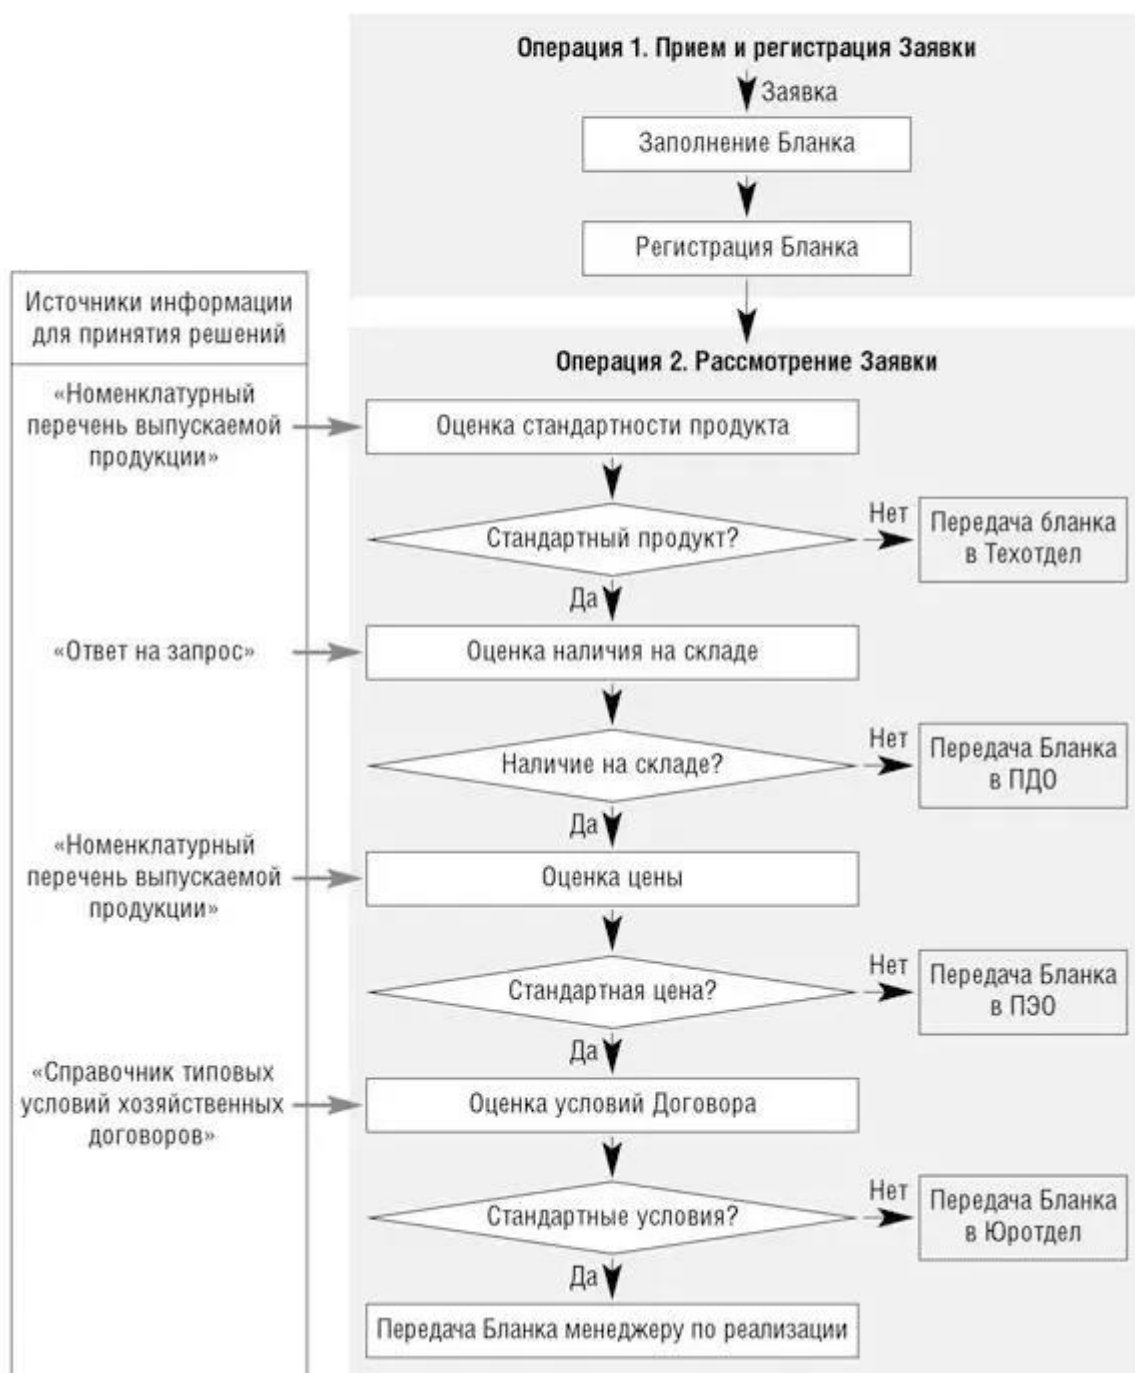 Операция 1. Прием и регистрация Заявки
Заявка
Заполнение Бланка
Регистрация Бланка
Источники информации
для принятия решений
Операция 2. Рассмотрение Заявки
«Номенклатурный
перечень выпускаемой
продукции»
Оценка стандартности продукта
Стандартный продукт?
Нет
Передача бланка
в Техотдел
Да
«Ответ на запрос»
Оценка наличия на складе
Наличие на складе?
Нет
Передача Бланка
в ПДО
Да
«Номенклатурный
перечень выпускаемой
продукции»
Оценка цены
Стандартная цена?
Нет
Передача Бланка
в ПЭО
Да
«Справочник типовых
условий хозяйственных
договоров»
Оценка условий Договора
Стандартные условия?
Нет
Передача Бланка
в Юротдел
Да
Передача Бланка менеджеру по реализации